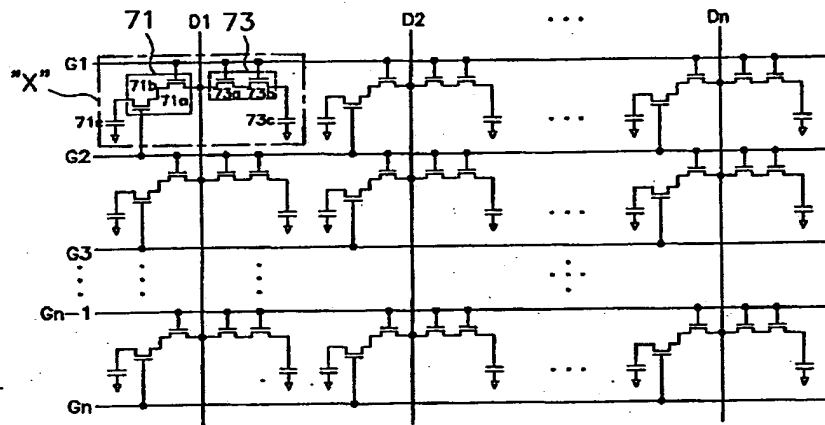 71 D1 73 D2 ... Dn
G1
"X"
71b 71a 73a 73b
71c 73c
...
G2
...
G3
...
Gn-1
...
Gn